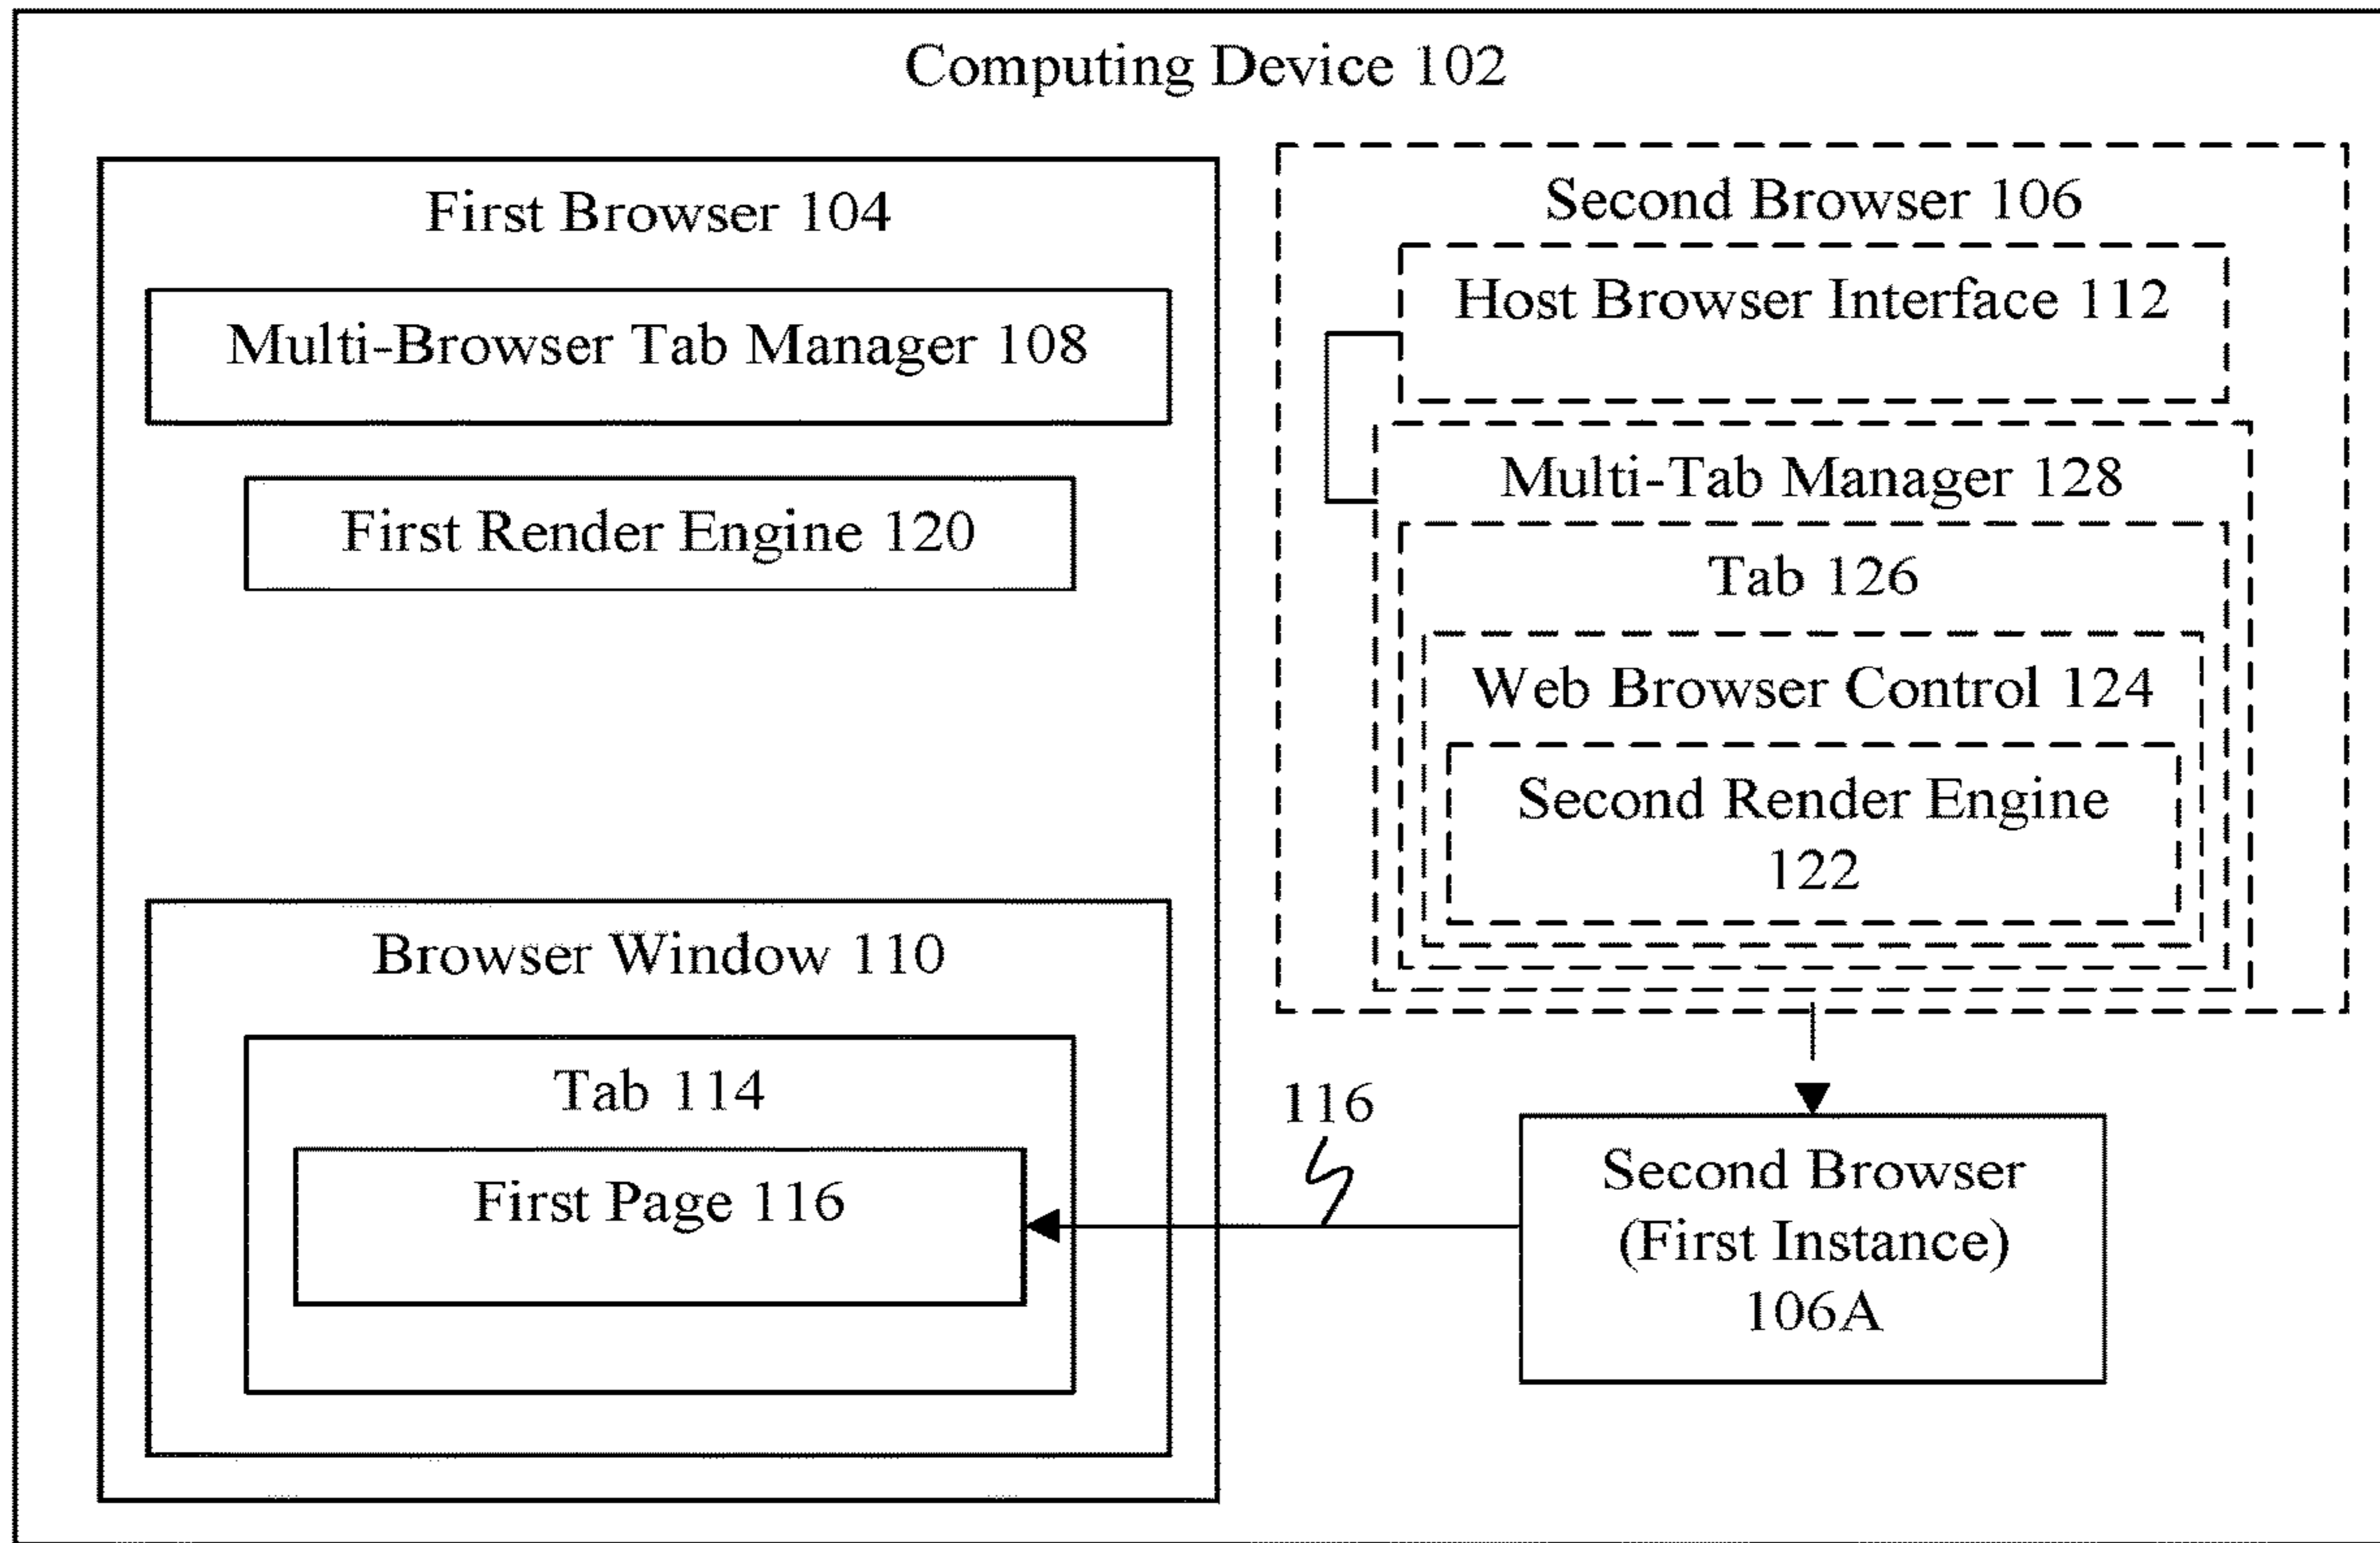 Computing Device 102
First Browser 104
Multi-Browser Tab Manager 108
First Render Engine 120
Browser Window 110
Tab 114
First Page 116
Second Browser 106
Host Browser Interface 112
Multi-Tab Manager 128
Tab 126
Web Browser Control 124
Second Render Engine
122
116
Second Browser
(First Instance)
106A